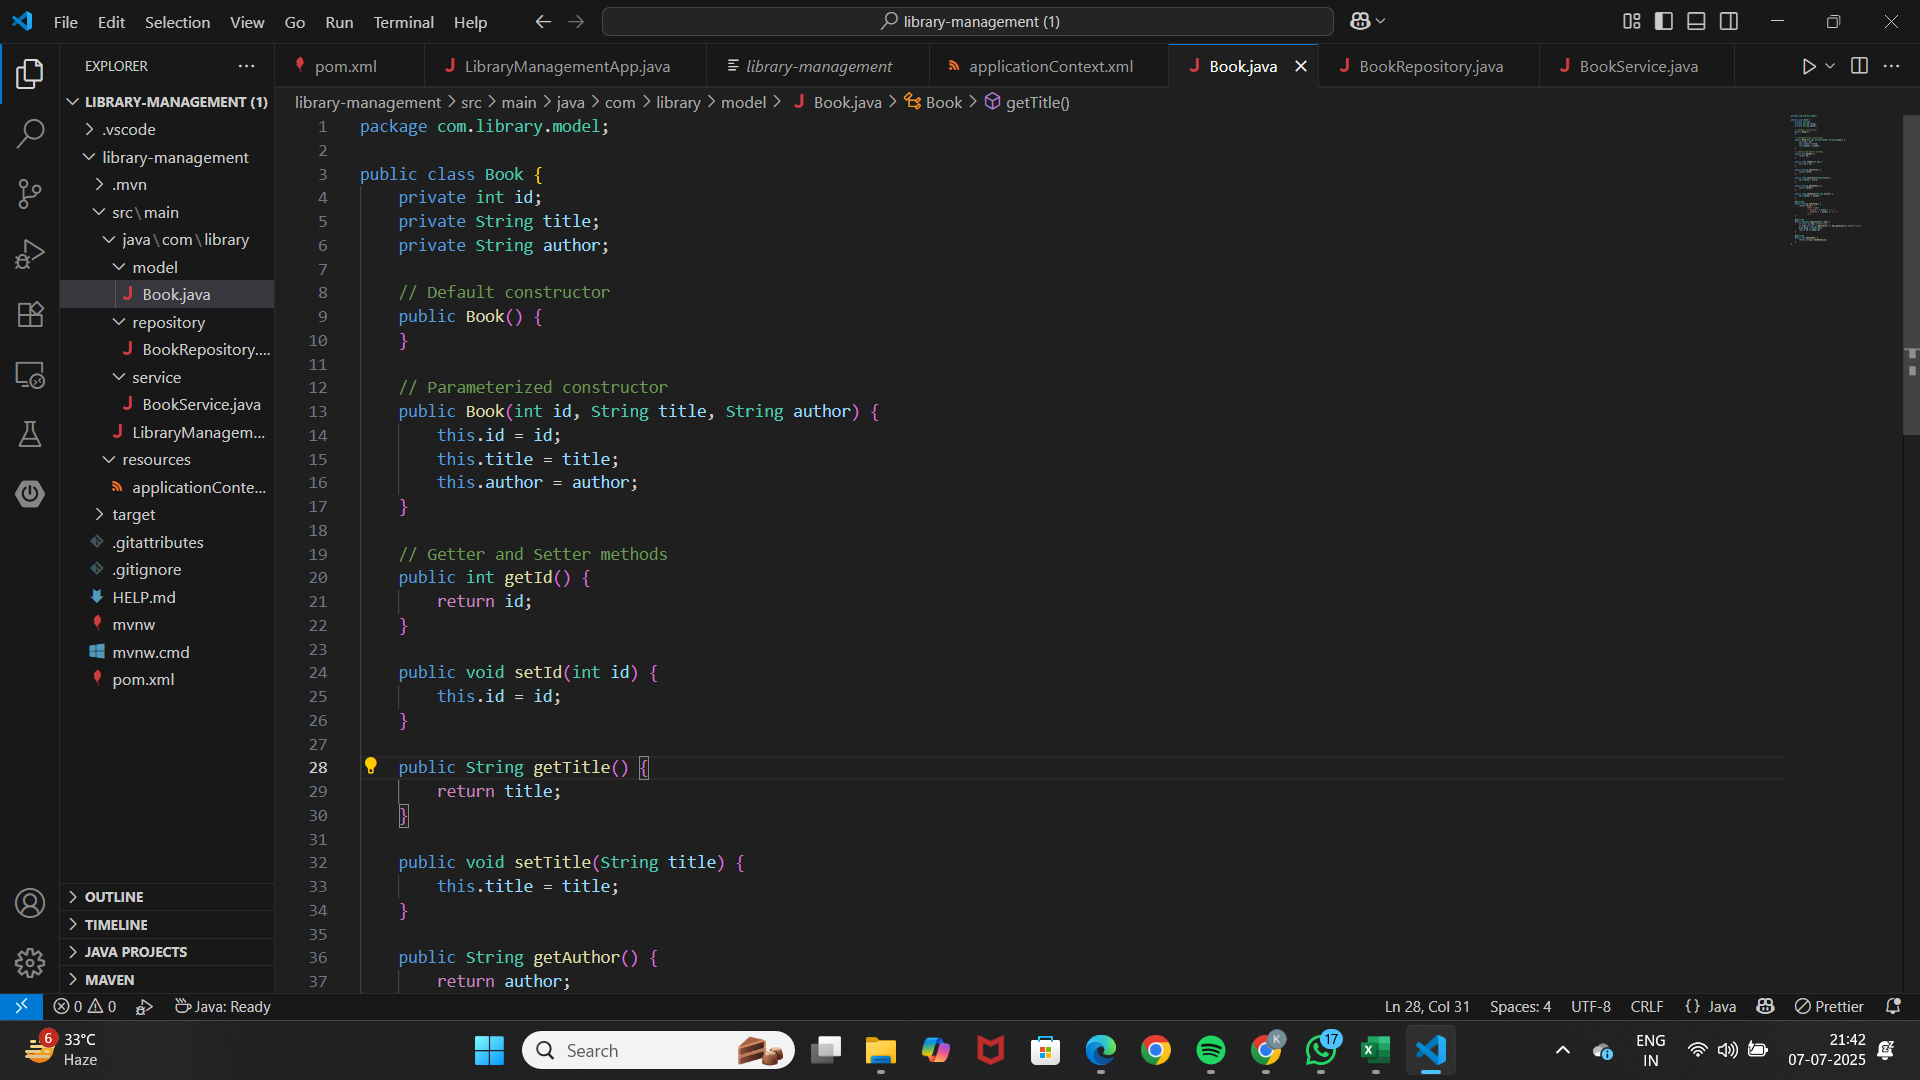 File Edit Selection View Go Run Terminal Help
library-management (1)
EXPLORER
LIBRARY-MANAGEMENT (1)
.vscode
library-management
.mvn
src\main
java\com\library
model
Book.java
repository
BookRepository....
service
BookService.java
LibraryManagem...
resources
applicationConte...
target
.gitattributes
.gitignore
HELP.md
mvnw
mvnw.cmd
pom.xml
OUTLINE
TIMELINE
JAVA PROJECTS
MAVEN
pom.xml LibraryManagementApp.java library-management applicationContext.xml Book.java BookRepository.java BookService.java
library-management > src > main > java > com > library > model > Book.java > Book > getTitle()
1 package com.library.model;
2
3 public class Book {
4 private int id;
5 private String title;
6 private String author;
7
8 // Default constructor
9 public Book() {
10 }
11
12 // Parameterized constructor
13 public Book(int id, String title, String author) {
14 this.id = id;
15 this.title = title;
16 this.author = author;
17 }
18
19 // Getter and Setter methods
20 public int getId() {
21 return id;
22 }
23
24 public void setId(int id) {
25 this.id = id;
26 }
27
28 public String getTitle() {
29 return title;
30 }
31
32 public void setTitle(String title) {
33 this.title = title;
34 }
35
36 public String getAuthor() {
37 return author;
0 0 Java: Ready Ln 28, Col 31 Spaces: 4 UTF-8 CRLF {} Java Prettier
6 33°C
Haze
Search
K 17
ENG
IN
21:42
07-07-2025